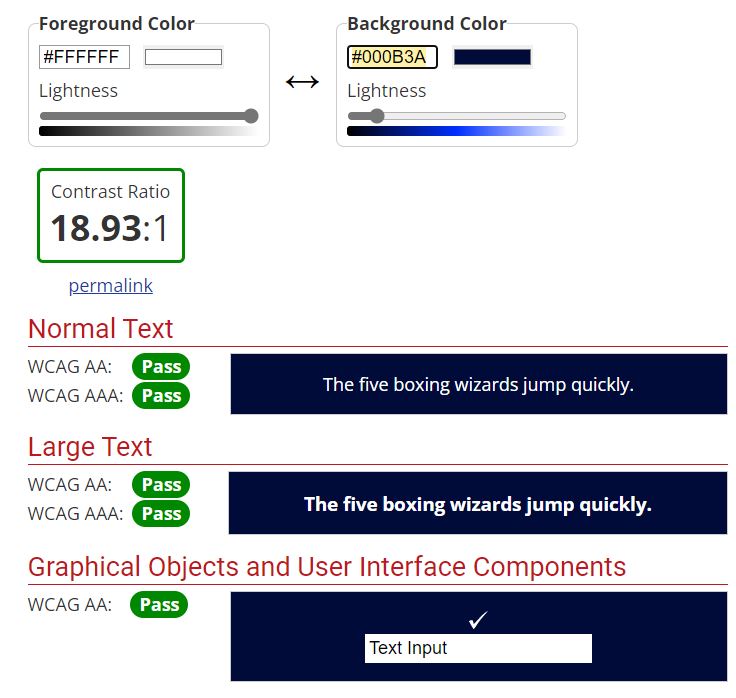 Foreground Color
#FFFFFF
Lightness
↔
Background Color
#000B3A
Lightness
Contrast Ratio
18.93:1
permalink
Normal Text
WCAG AA: Pass
WCAG AAA: Pass
The five boxing wizards jump quickly.
Large Text
WCAG AA: Pass
WCAG AAA: Pass
The five boxing wizards jump quickly.
Graphical Objects and User Interface Components
WCAG AA: Pass
✓
Text Input